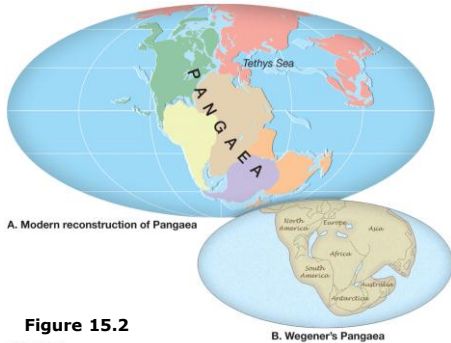 Tethys Sea
PANGAEA
A. Modern reconstruction of Pangaea
North
America
Europe
Asia
Africa
South
America
Australia
Antarctica
Figure 15.2
B. Wegener's Pangaea